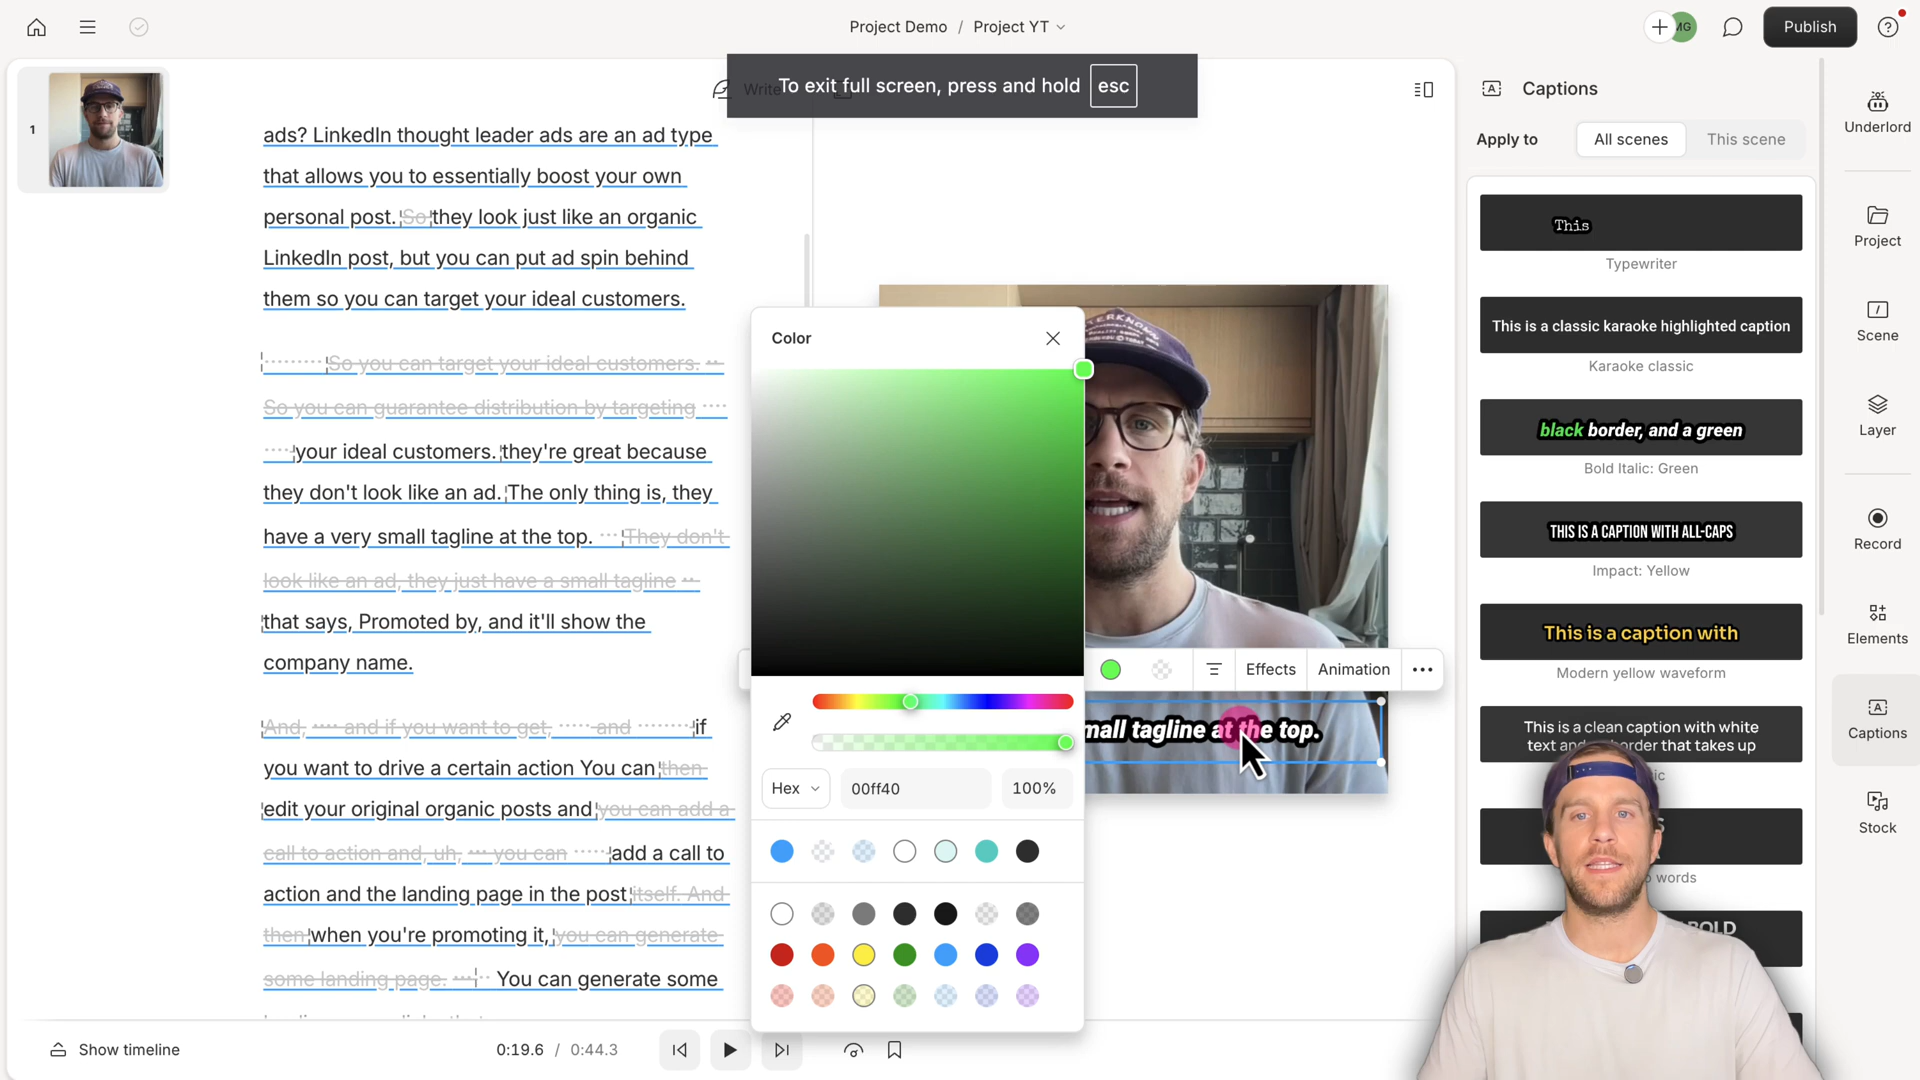 Project Demo / Project YT
MG
Publish
To exit full screen, press and hold esc
1
ads? LinkedIn thought leader ads are an ad type
that allows you to essentially boost your own
personal post. So they look just like an organic
LinkedIn post, but you can put ad spin behind
them so you can target your ideal customers.
So you can target your ideal customers.
So you can guarantee distribution by targeting
your ideal customers. they're great because
they don't look like an ad. The only thing is, they
have a very small tagline at the top. They don't
look like an ad, they just have a small tagline
that says, Promoted by, and it'll show the
company name.
And, and if you want to get, and if
you want to drive a certain action You can then
edit your original organic posts and you can add a
call to action and, uh, you can add a call to
action and the landing page in the post itself. And
then when you're promoting it, you can generate
some landing page. You can generate some
Show timeline
0:19.6 / 0:44.3
Color
Hex
00ff40
100%
Effects
Animation
mall tagline at the top.
Captions
Apply to
All scenes
This scene
This
Typewriter
This is a classic karaoke highlighted caption
Karaoke classic
black border, and a green
Bold Italic: Green
THIS IS A CAPTION WITH ALL-CAPS
Impact: Yellow
This is a caption with
Modern yellow waveform
This is a clean caption with white
text and border that takes up
words
BOLD
Underlord
Project
Scene
Layer
Record
Elements
Captions
Stock